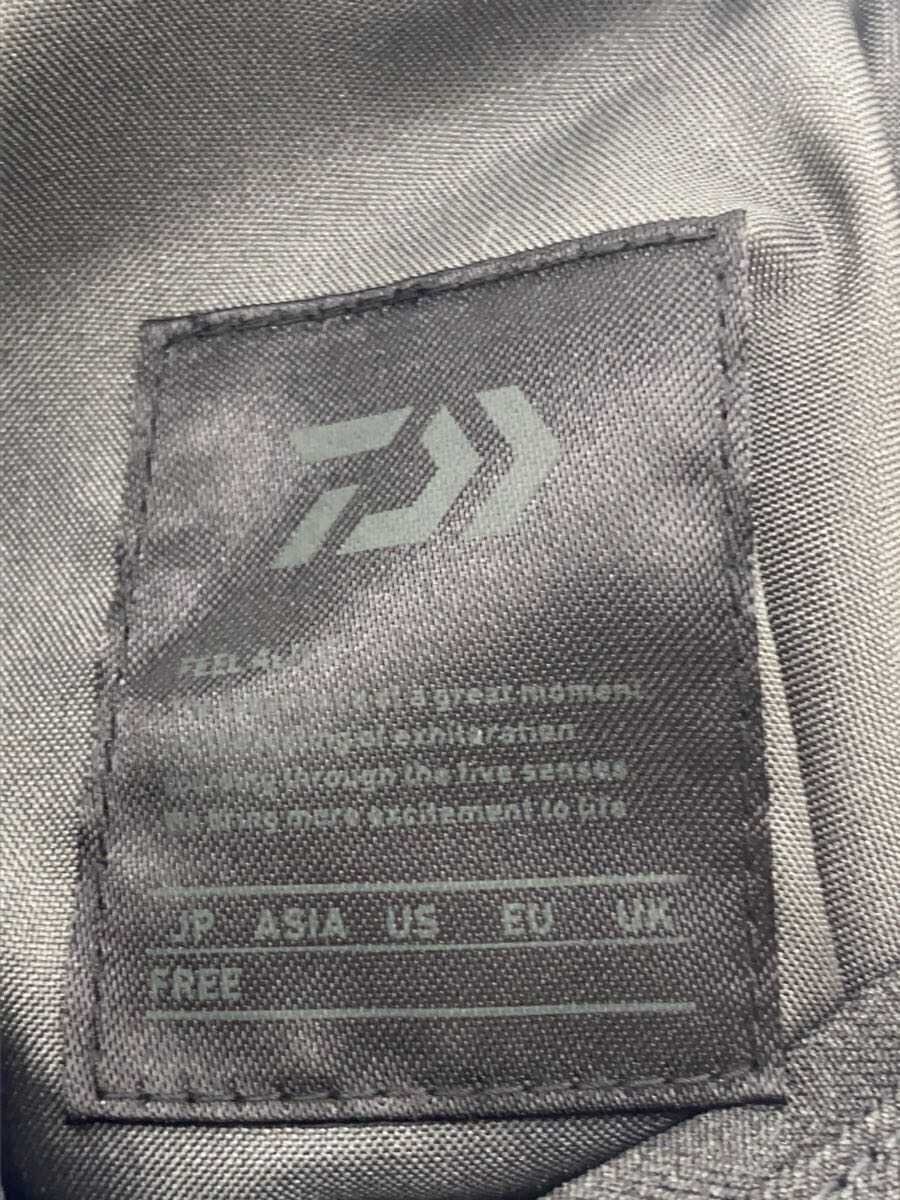 FEEL ALIVE
a great moment
of exhilaration
through the five senses
bring more excitement to life
JP ASIA US EU UK
FREE